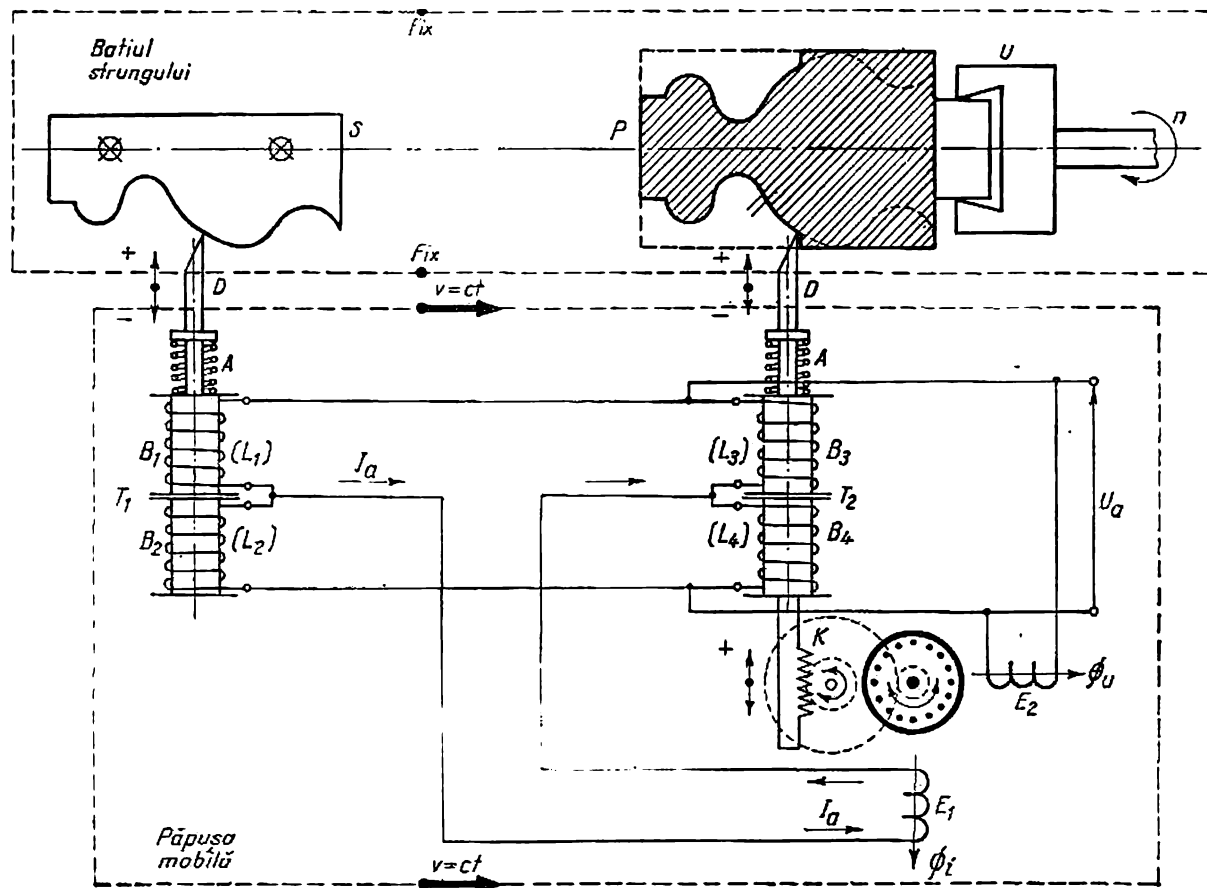 Fix
Batiul
strungului
S
P
U
n
+
D
-
Fix
v=ct
+
D
-
A
A
B1 (L1)
Ia
(L3) B3
T1
T2
Ua
B2 (L2)
(L4) B4
K
+
-
ϕu
E2
E1
Ia
Păpușa
mobilă
v=ct
ϕi